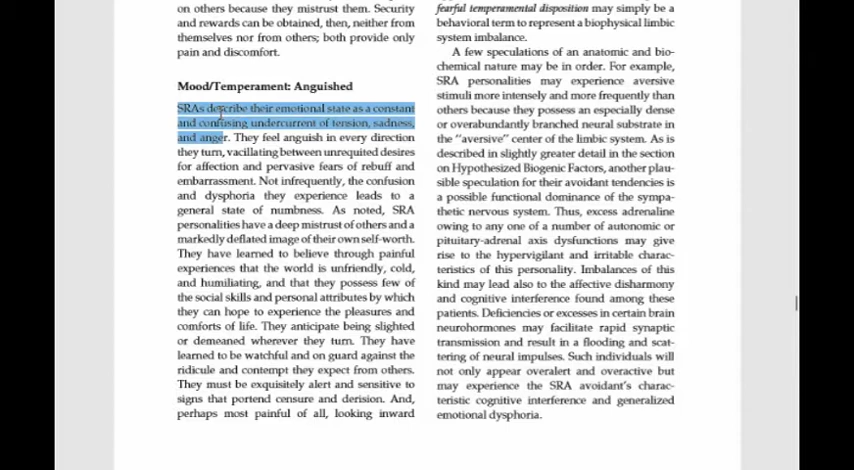 on others because they mistrust them. Security
and rewards can be obtained, then, neither from
themselves nor from others; both provide only
pain and discomfort.
Mood/Temperament: Anguished
SRAs describe their emotional state as a constant
and confusing undercurrent of tension, sadness,
and anger. They feel anguish in every direction
they turn, vacillating between unrequited desires
for affection and pervasive fears of rebuff and
embarrassment. Not infrequently, the confusion
and dysphoria they experience leads to a
general state of numbness. As noted, SRA
personalities have a deep mistrust of others and a
markedly deflated image of their own self-worth.
They have learned to believe through painful
experiences that the world is unfriendly, cold,
and humiliating, and that they possess few of
the social skills and personal attributes by which
they can hope to experience the pleasures and
comforts of life. They anticipate being slighted
or demeaned wherever they turn. They have
learned to be watchful and on guard against the
ridicule and contempt they expect from others.
They must be exquisitely alert and sensitive to
signs that portend censure and derision. And,
perhaps most painful of all, looking inward
fearful temperamental disposition may simply be a
behavioral term to represent a biophysical limbic
system imbalance.
A few speculations of an anatomic and bio-
chemical nature may be in order. For example,
SRA personalities may experience aversive
stimuli more intensely and more frequently than
others because they possess an especially dense
or overabundantly branched neural substrate in
the “aversive” center of the limbic system. As is
described in slightly greater detail in the section
on Hypothesized Biogenic Factors, another plau-
sible speculation for their avoidant tendencies is
a possible functional dominance of the sympa-
thetic nervous system. Thus, excess adrenaline
owing to any one of a number of autonomic or
pituitary-adrenal axis dysfunctions may give
rise to the hypervigilant and irritable charac-
teristics of this personality. Imbalances of this
kind may lead also to the affective disharmony
and cognitive interference found among these
patients. Deficiencies or excesses in certain brain
neurohormones may facilitate rapid synaptic
transmission and result in a flooding and scat-
tering of neural impulses. Such individuals will
not only appear overalert and overactive but
may experience the SRA avoidant’s charac-
teristic cognitive interference and generalized
emotional dysphoria.